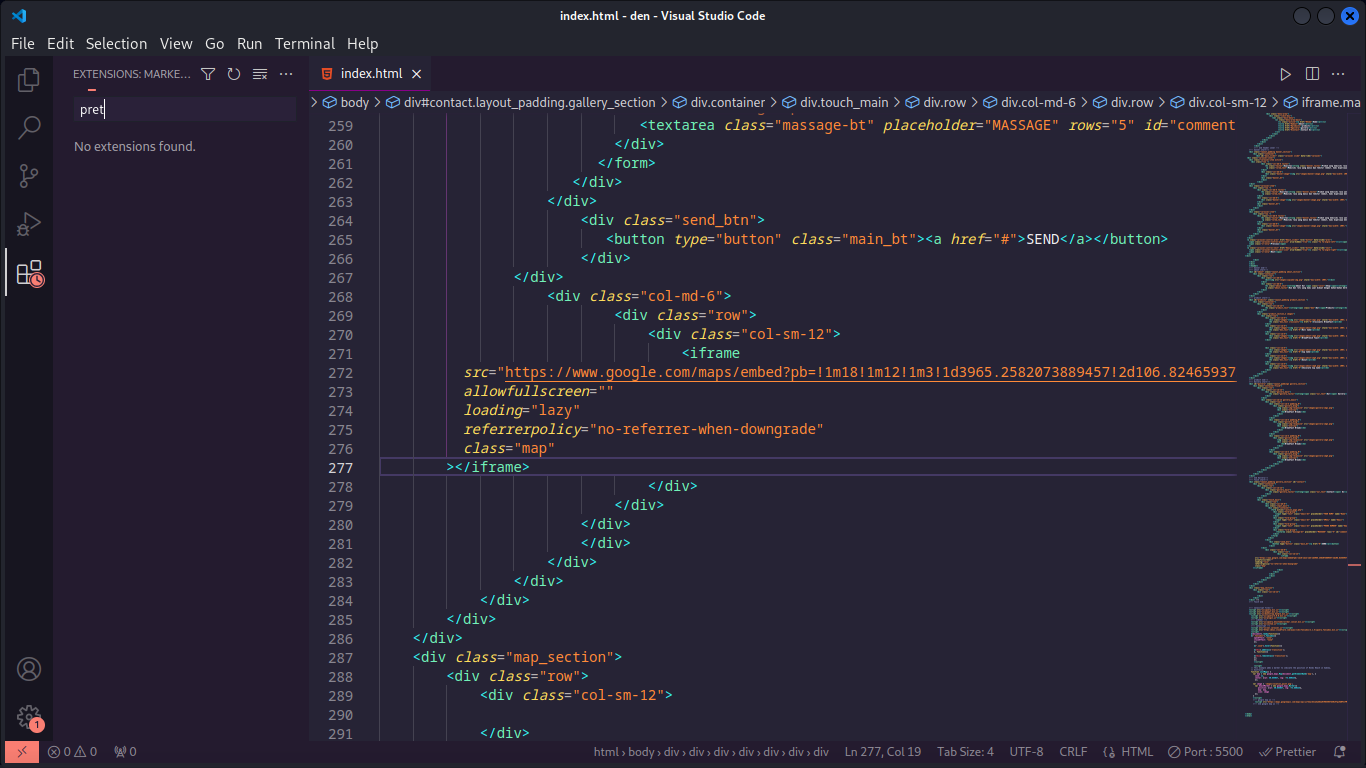 index.html - den - Visual Studio Code
File Edit Selection View Go Run Terminal Help
EXTENSIONS: MARKE...
pret
No extensions found.
1
index.html
body div#contact.layout_padding.gallery_section div.container div.touch_main div.row div.col-md-6 div.row div.col-sm-12 iframe.ma
259 <textarea class="massage-bt" placeholder="MASSAGE" rows="5" id="comment
260 </div>
261 </form>
262 </div>
263 </div>
264 <div class="send_btn">
265 <button type="button" class="main_bt"><a href="#">SEND</a></button>
266 </div>
267 </div>
268 <div class="col-md-6">
269 <div class="row">
270 <div class="col-sm-12">
271 <iframe
272 src="https://www.google.com/maps/embed?pb=!1m18!1m12!1m3!1d3965.2582073889457!2d106.82465937
273 allowfullscreen=""
274 loading="lazy"
275 referrerpolicy="no-referrer-when-downgrade"
276 class="map"
277 ></iframe>
278 </div>
279 </div>
280 </div>
281 </div>
282 </div>
283 </div>
284 </div>
285 </div>
286 </div>
287 <div class="map_section">
288 <div class="row">
289 <div class="col-sm-12">
290
291 </div>
0 0 0 html › body › div › div › div › div › div › div › div Ln 277, Col 19 Tab Size: 4 UTF-8 CRLF HTML Port : 5500 Prettier